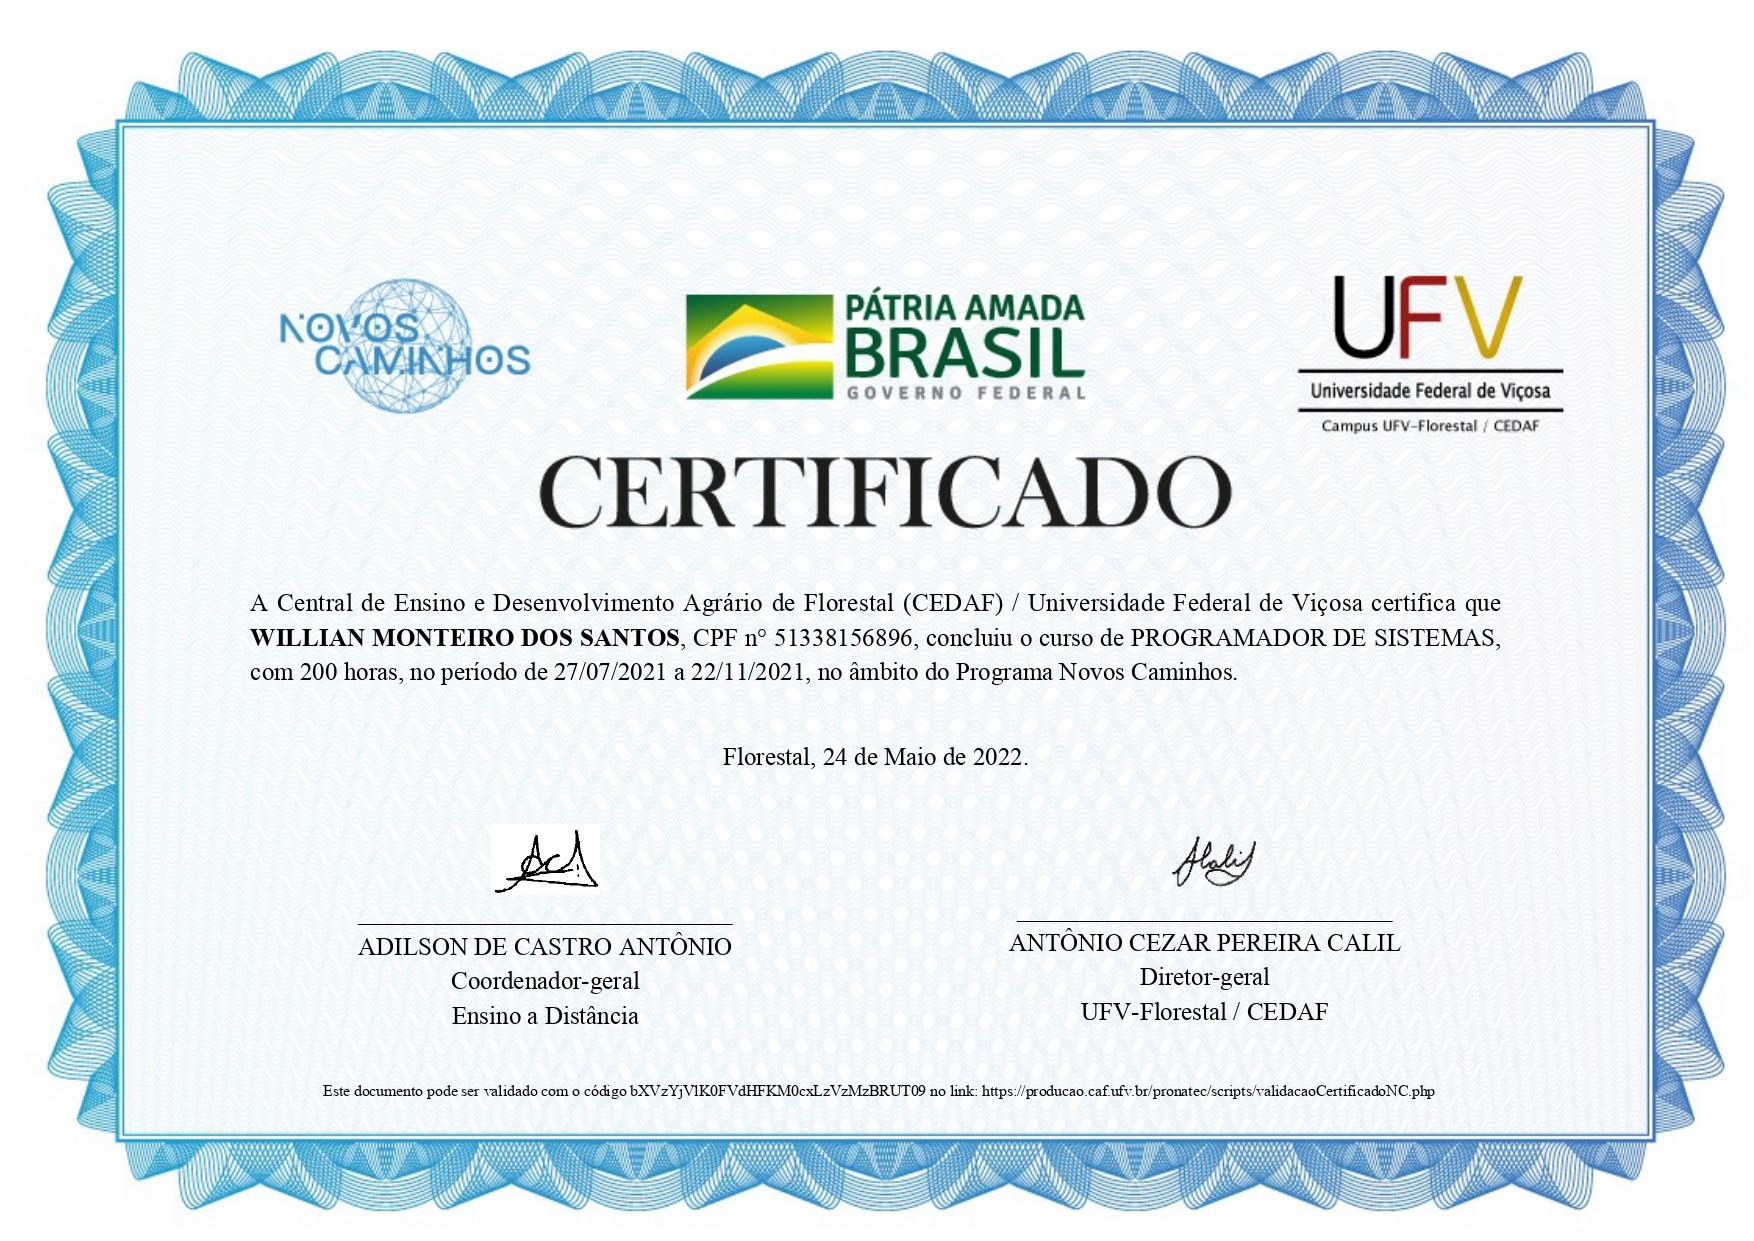 NOVOS
CAMINHOS
PÁTRIA AMADA
BRASIL
GOVERNO FEDERAL
UFV
Universidade Federal de Viçosa
Campus UFV-Florestal / CEDAF
CERTIFICADO
A Central de Ensino e Desenvolvimento Agrário de Florestal (CEDAF) / Universidade Federal de Viçosa certifica que
WILLIAN MONTEIRO DOS SANTOS, CPF n° 51338156896, concluiu o curso de PROGRAMADOR DE SISTEMAS,
com 200 horas, no período de 27/07/2021 a 22/11/2021, no âmbito do Programa Novos Caminhos.
Florestal, 24 de Maio de 2022.
ADILSON DE CASTRO ANTÔNIO
Coordenador-geral
Ensino a Distância
ANTÔNIO CEZAR PEREIRA CALIL
Diretor-geral
UFV-Florestal / CEDAF
Este documento pode ser validado com o código bXVzYjVlK0FVdHFKM0cxLzVzMzBRUT09 no link: https://producao.caf.ufv.br/pronatec/scripts/validacaoCertificadoNC.php